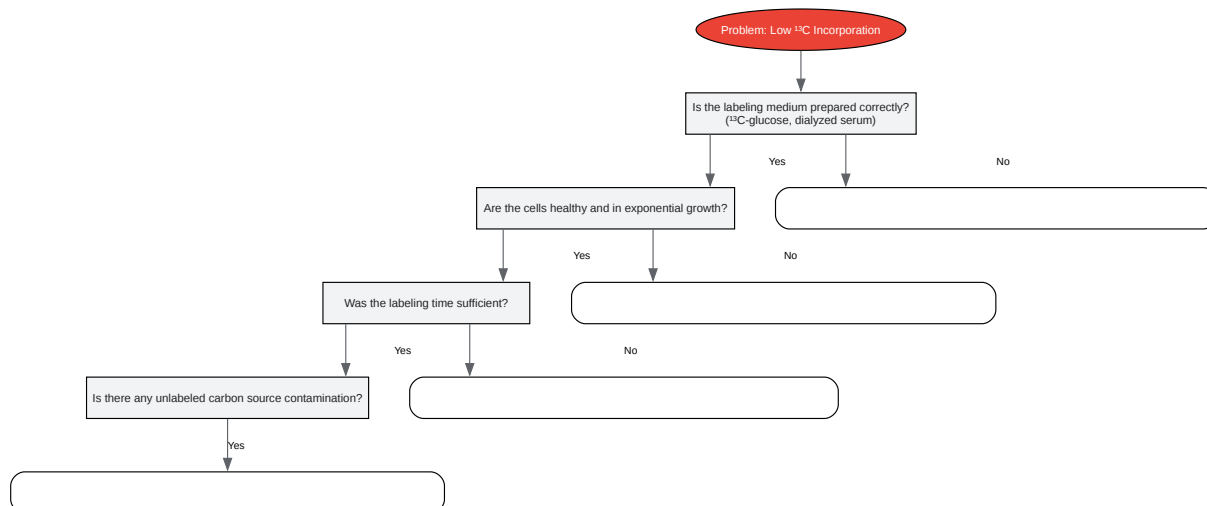 Problem: Low ¹³C Incorporation
Is the labeling medium prepared correctly?
(¹³C-glucose, dialyzed serum)
Yes
No
Are the cells healthy and in exponential growth?
Yes
No
Was the labeling time sufficient?
Yes
No
Is there any unlabeled carbon source contamination?
Yes